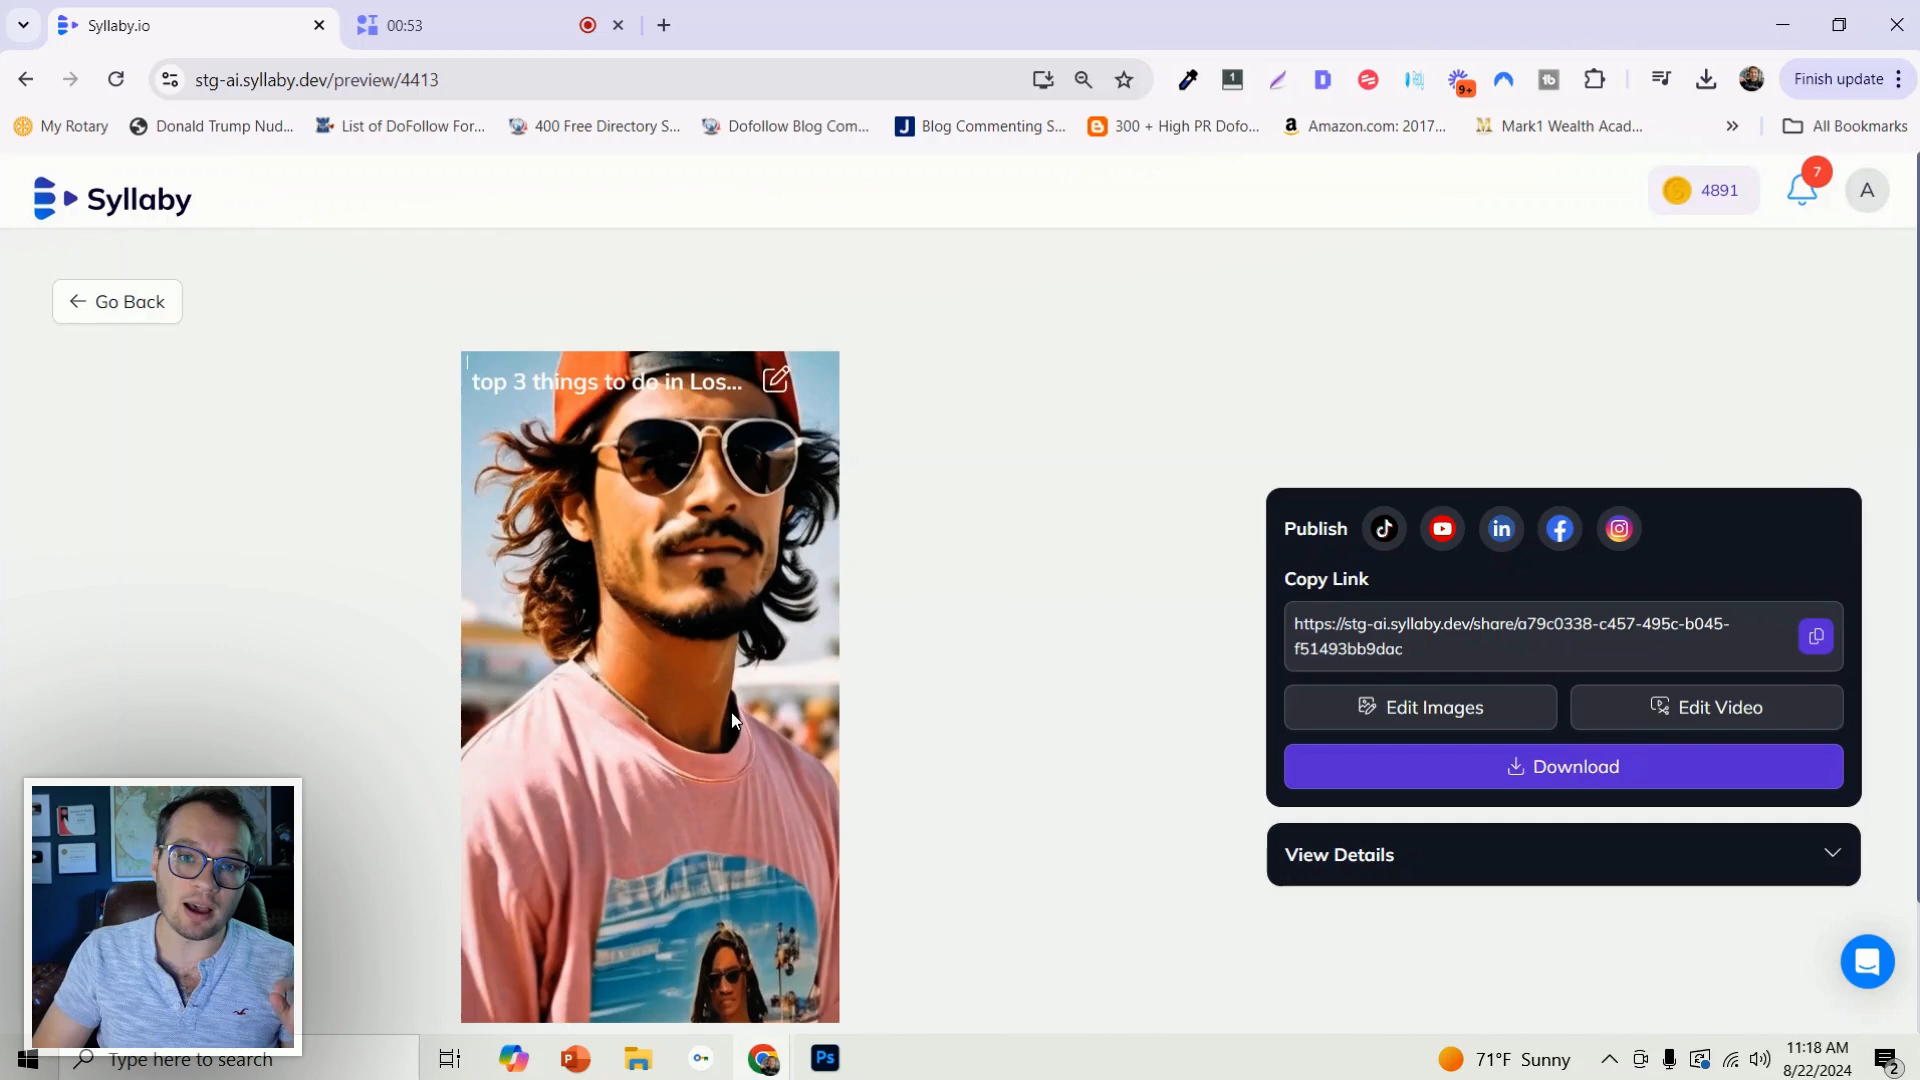 Syllaby.io
00:53
stg-ai.syllaby.dev/preview/4413
1
9+
Finish update
My Rotary
Donald Trump Nud...
List of DoFollow For...
400 Free Directory S...
Dofollow Blog Com...
Blog Commenting S...
300 + High PR Dofo...
Amazon.com: 2017...
Mark1 Wealth Acad...
All Bookmarks
Syllaby
4891
7
A
Go Back
top 3 things to do in Los...
Publish
Copy Link
https://stg-ai.syllaby.dev/share/a79c0338-c457-495c-b045-
f51493bb9dac
Edit Images
Edit Video
Download
View Details
Type here to search
Ps
71°F Sunny
11:18 AM
8/22/2024
2